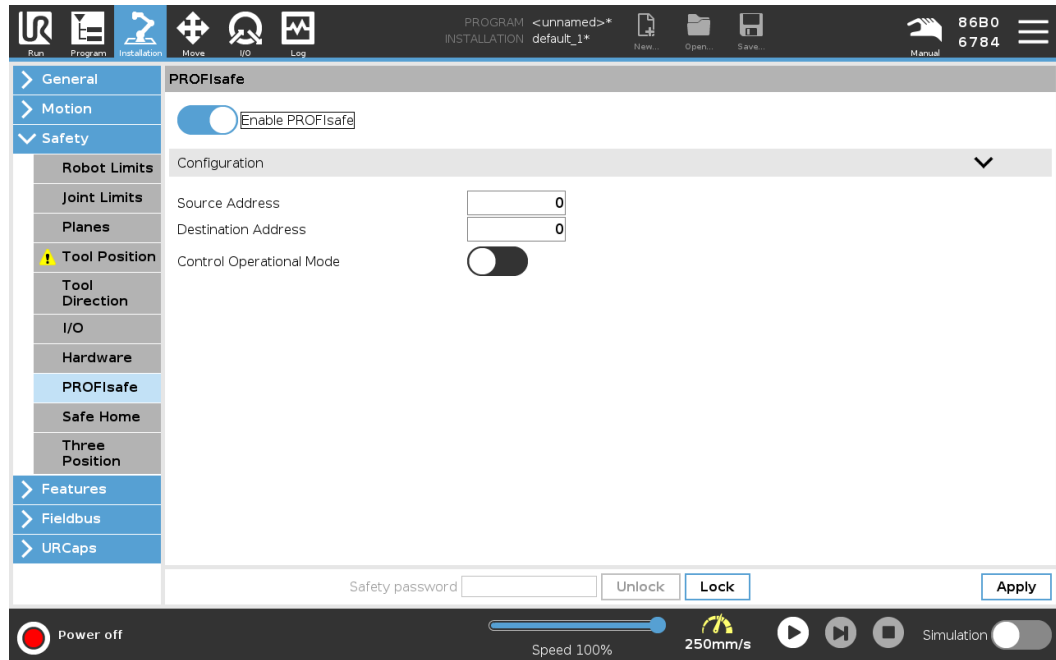 UR
PROGRAM <unnamed>*
INSTALLATION default_1*
Run
Program
Installation
Move
I/O
Log
New...
Open...
Save...
Manual
86B0
6784
General
Motion
Safety
Robot Limits
Joint Limits
Planes
Tool Position
Tool
Direction
I/O
Hardware
PROFIsafe
Safe Home
Three
Position
Features
Fieldbus
URCaps
PROFIsafe
Enable PROFIsafe
Configuration
Source Address 0
Destination Address 0
Control Operational Mode
Safety password Unlock Lock Apply
Power off
Speed 100%
250mm/s
Simulation